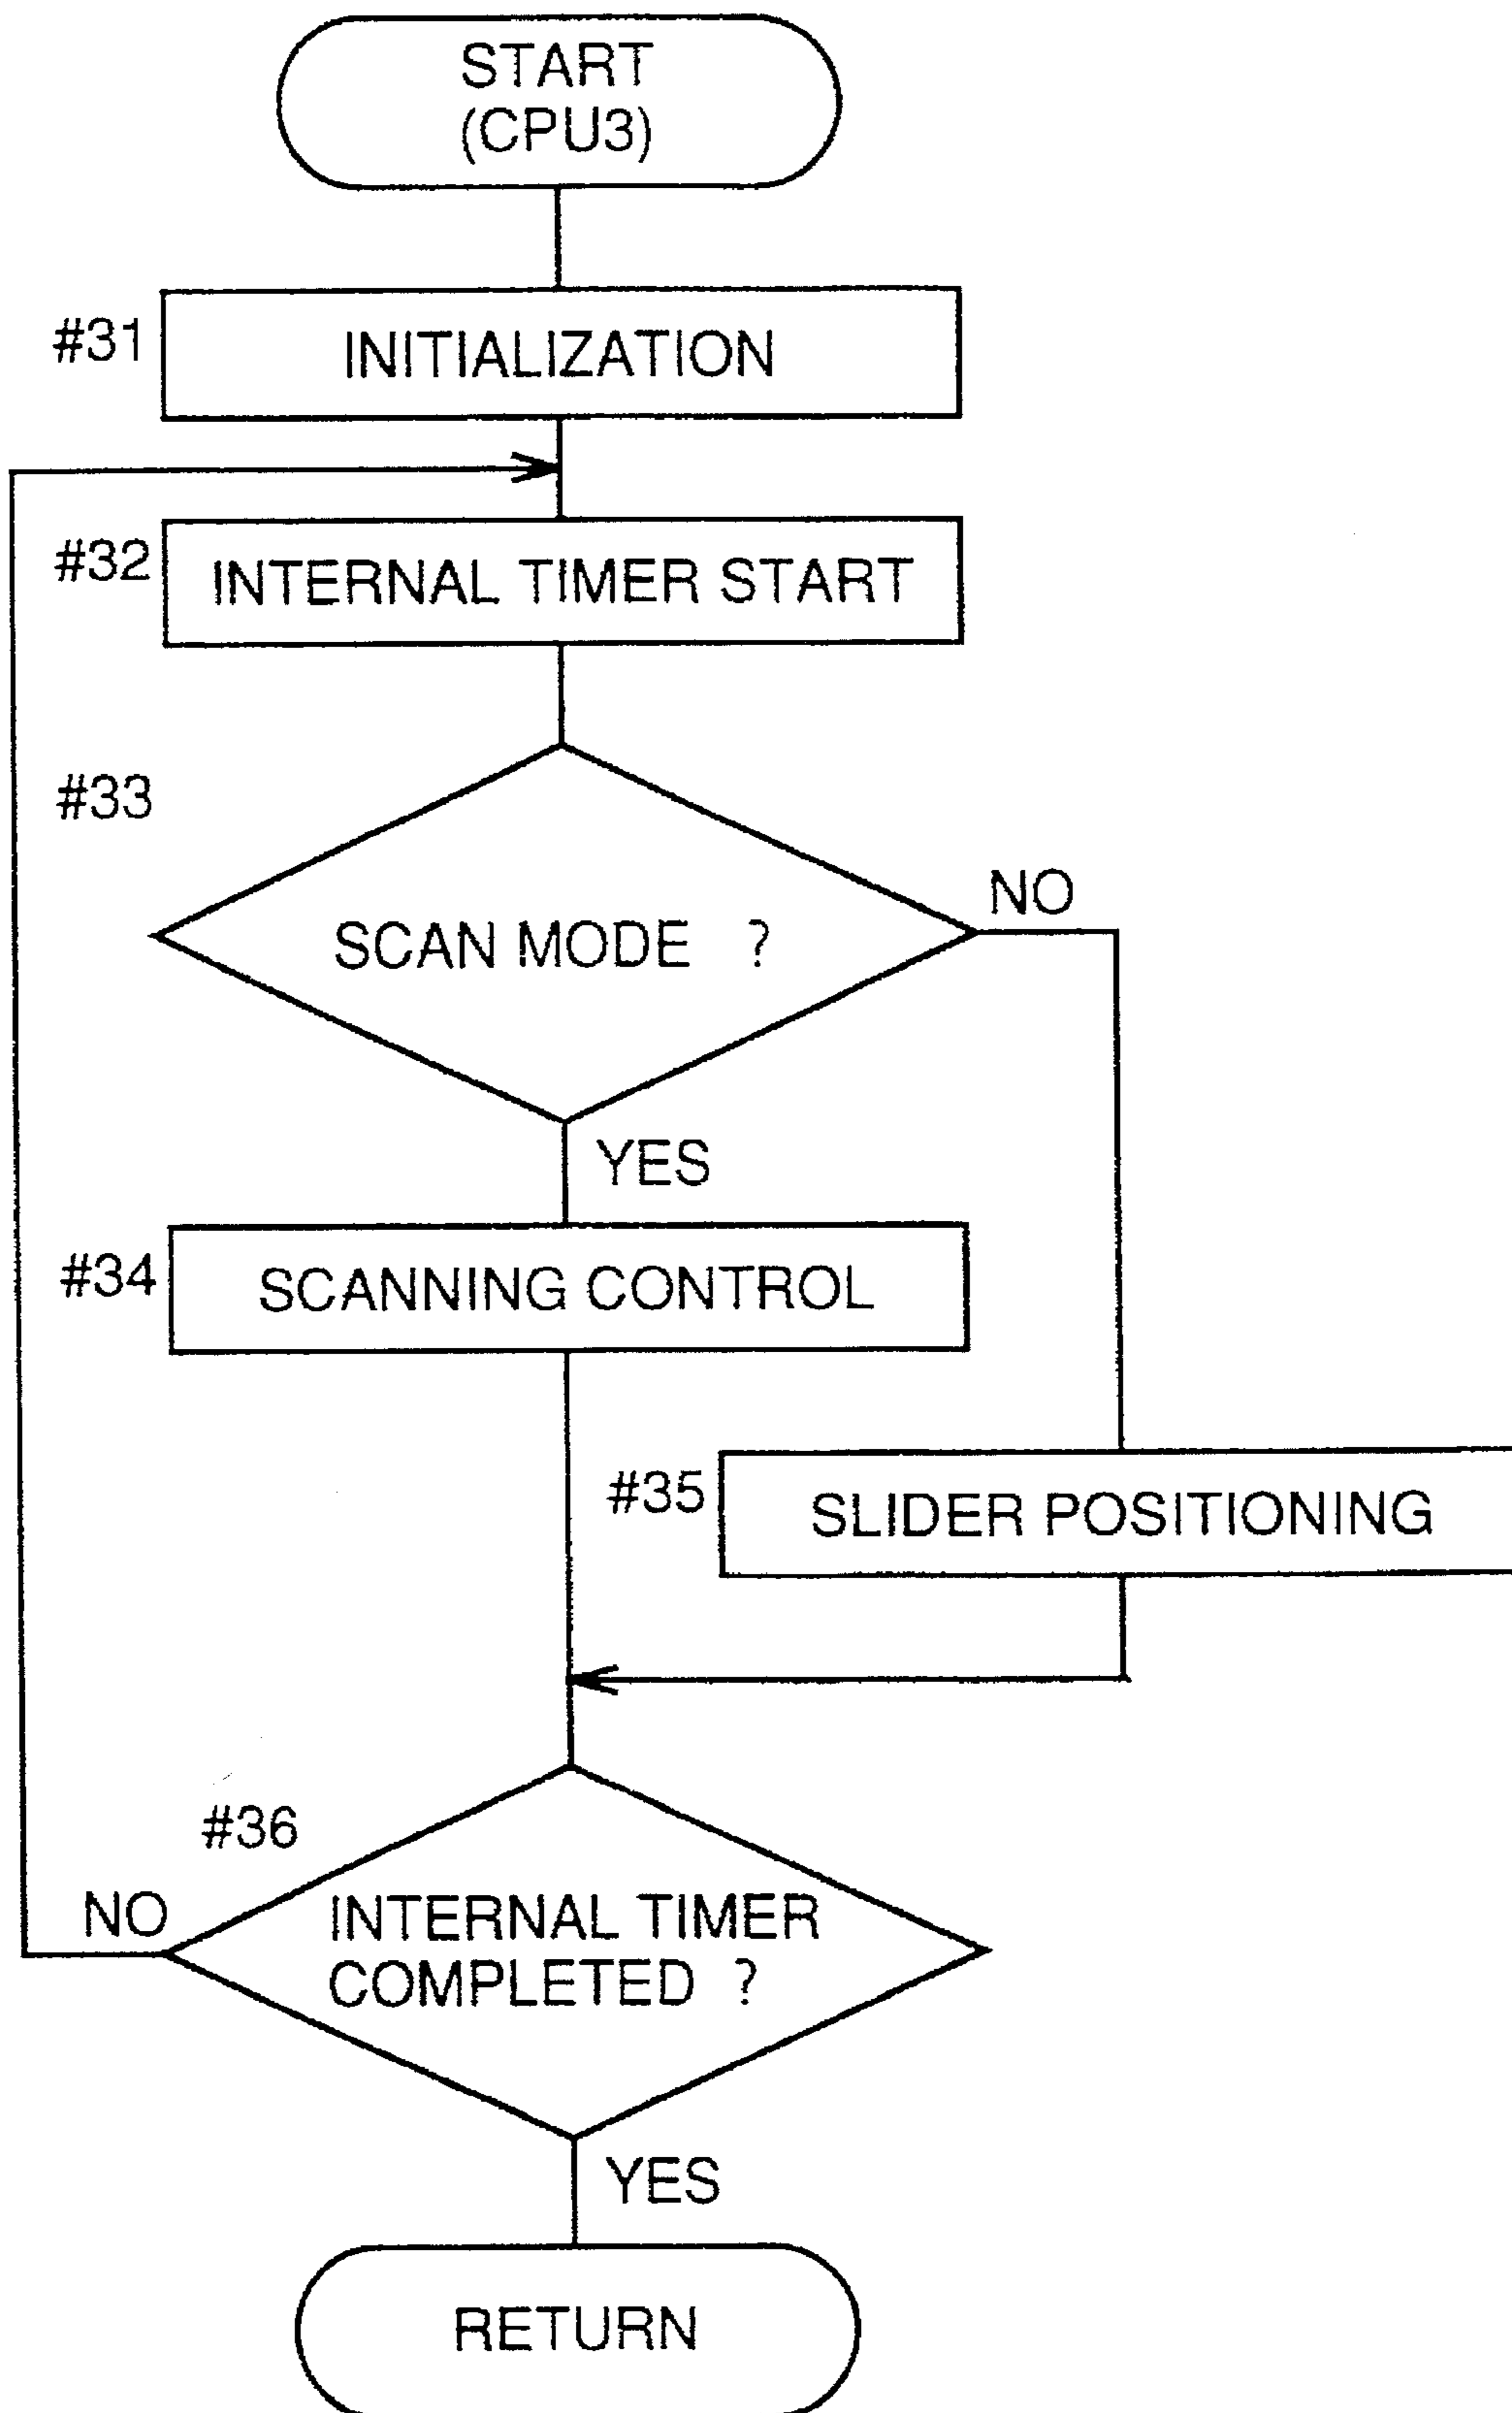 START
(CPU3)
#31
INITIALIZATION
#32
INTERNAL TIMER START
#33
SCAN MODE ?
NO
YES
#34
SCANNING CONTROL
#35
SLIDER POSITIONING
#36
NO
INTERNAL TIMER
COMPLETED ?
YES
RETURN